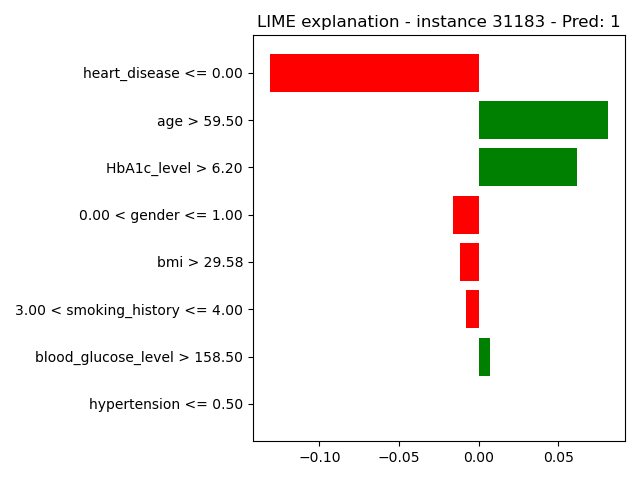 LIME explanation - instance 31183 - Pred: 1
heart_disease <= 0.00
age > 59.50
HbA1c_level > 6.20
0.00 < gender <= 1.00
bmi > 29.58
3.00 < smoking_history <= 4.00
blood_glucose_level > 158.50
hypertension <= 0.50
−0.10 −0.05 0.00 0.05